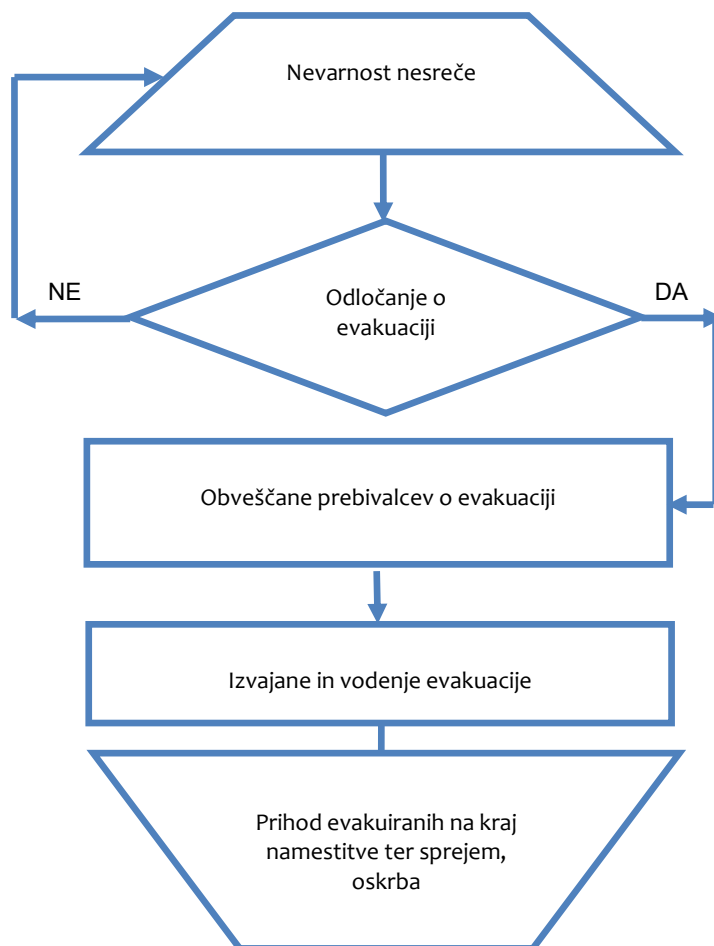 Nevarnost nesreče
NE
DA
Odločanje o
evakuaciji
Obveščane prebivalcev o evakuaciji
Izvajane in vodenje evakuacije
Prihod evakuiranih na kraj
namestitve ter sprejem,
oskrba